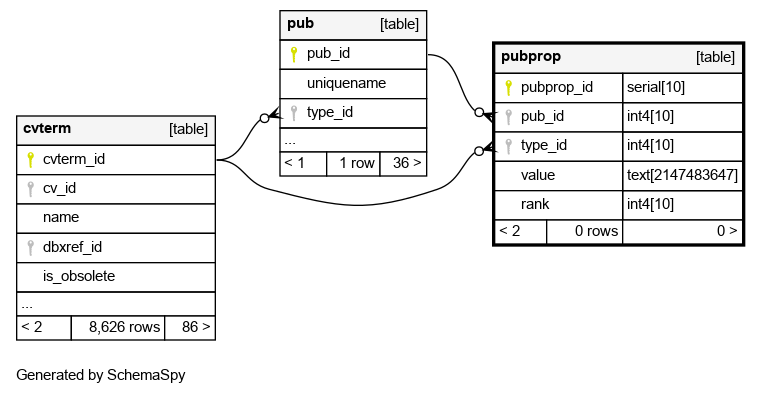 pub [table]
pub_id
uniquename
type_id
...
< 1 1 row 36 >
pubprop [table]
pubprop_id serial[10]
pub_id int4[10]
type_id int4[10]
value text[2147483647]
rank int4[10]
< 2 0 rows 0 >
cvterm [table]
cvterm_id
cv_id
name
dbxref_id
is_obsolete
...
< 2 8,626 rows 86 >
Generated by SchemaSpy